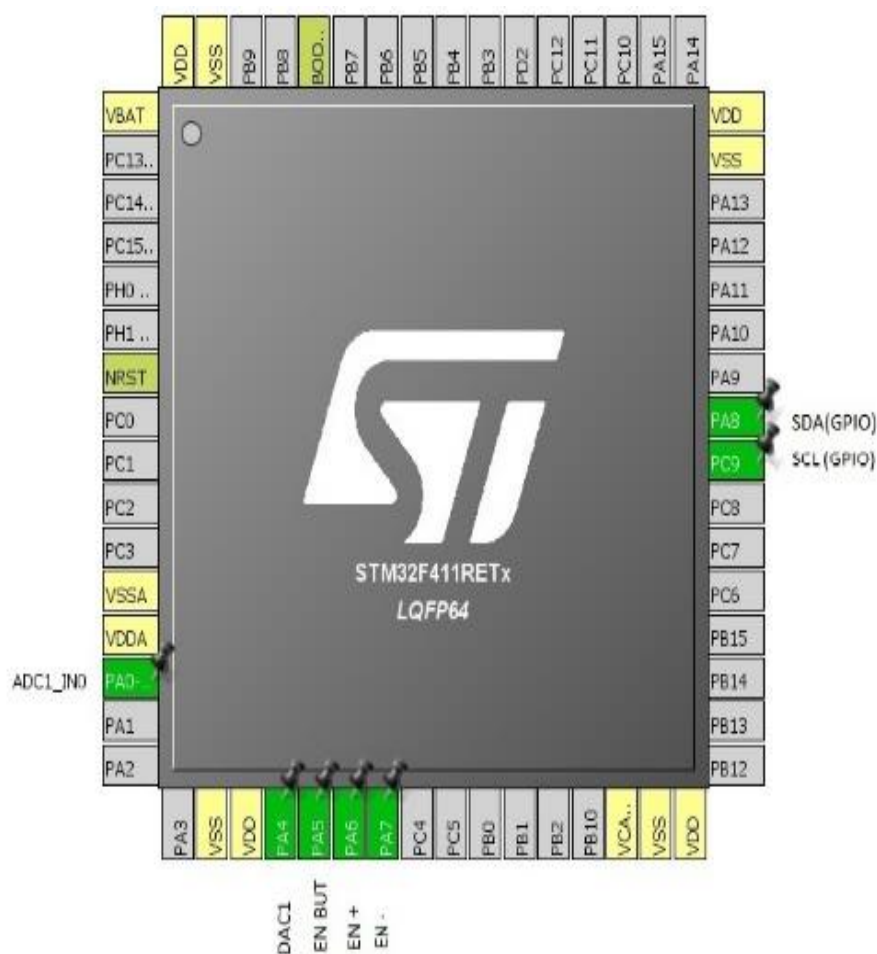 VDD
VSS
PB9
PB8
BOO..
PB7
PB6
PB5
PB4
PB3
PD2
PC12
PC11
PC10
PA15
PA14
VBAT
PC13..
PC14..
PC15..
PH0 ..
PH1 ..
NRST
PC0
PC1
PC2
PC3
VSSA
VDDA
ADC1_IN0 PA0-..
PA1
PA2
VDD
VSS
PA13
PA12
PA11
PA10
PA9
PA8 SDA(GPIO)
PC9 SCL (GPIO)
PC8
PC7
PC6
PB15
PB14
PB13
PB12
STM32F411RETx
LQFP64
PA3
VSS
VDD
PA4
PA5
PA6
PA7
PC4
PC5
PB0
PB1
PB2
PB10
VCA..
VSS
VDD
DAC1
EN BUT
EN +
EN -